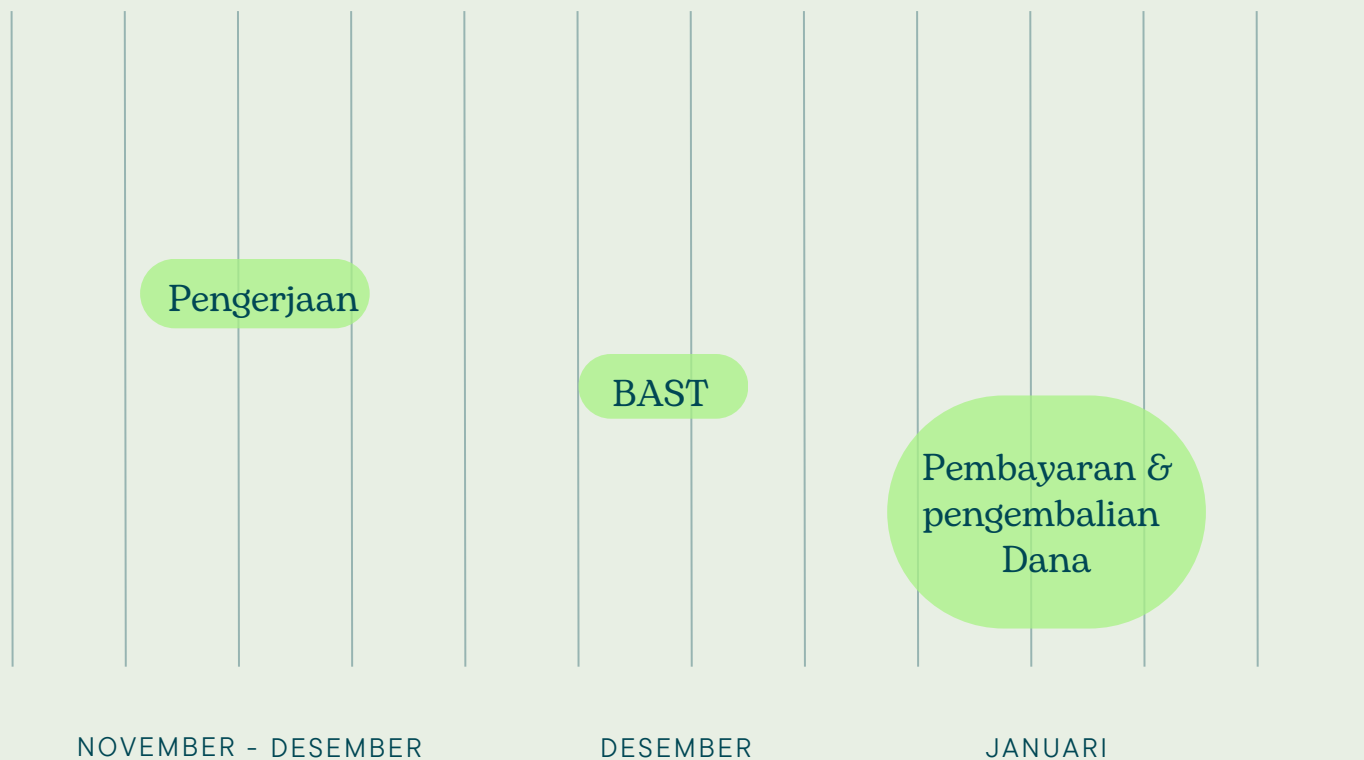 Pengerjaan
BAST
Pembayaran &
pengembalian
Dana
NOVEMBER - DESEMBER
DESEMBER
JANUARI